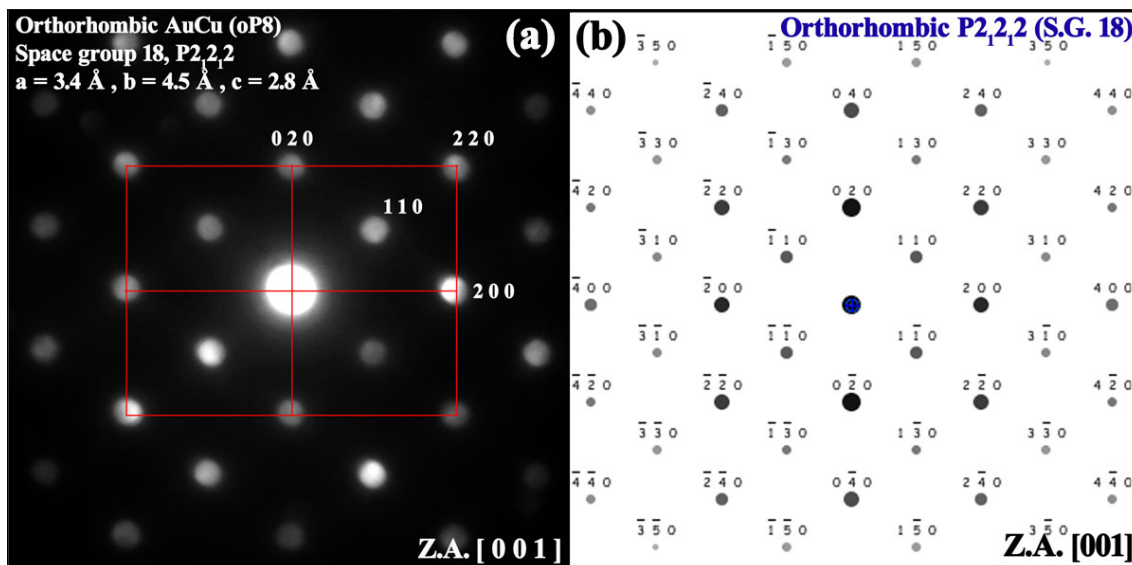 Orthorhombic AuCu (oP8)
Space group 18, P2₁2₁2
a = 3.4 Å , b = 4.5 Å , c = 2.8 Å
(a)
0 2 0
2 2 0
1 1 0
2 0 0
Z.A. [ 0 0 1 ]
(b)
Orthorhombic P2₁2₁2 (S.G. 18)
3̅ 5 0 1̅ 5 0 1 5 0 3 5 0
4̅ 4 0 2̅ 4 0 0 4 0 2 4 0 4 4 0
3̅ 3 0 1̅ 3 0 1 3 0 3 3 0
4̅ 2 0 2̅ 2 0 0 2 0 2 2 0 4 2 0
3̅ 1 0 1̅ 1 0 1 1 0 3 1 0
4̅ 0 0 2̅ 0 0 2 0 0 4 0 0
3̅ 1̅ 0 1̅ 1̅ 0 1 1̅ 0 3 1̅ 0
4̅ 2̅ 0 2̅ 2̅ 0 0 2̅ 0 2 2̅ 0 4 2̅ 0
3̅ 3̅ 0 1̅ 3̅ 0 1 3̅ 0 3 3̅ 0
4̅ 4̅ 0 2̅ 4̅ 0 0 4̅ 0 2 4̅ 0 4 4̅ 0
3̅ 5̅ 0 1̅ 5̅ 0 1 5̅ 0 3 5̅ 0
Z.A. [001]